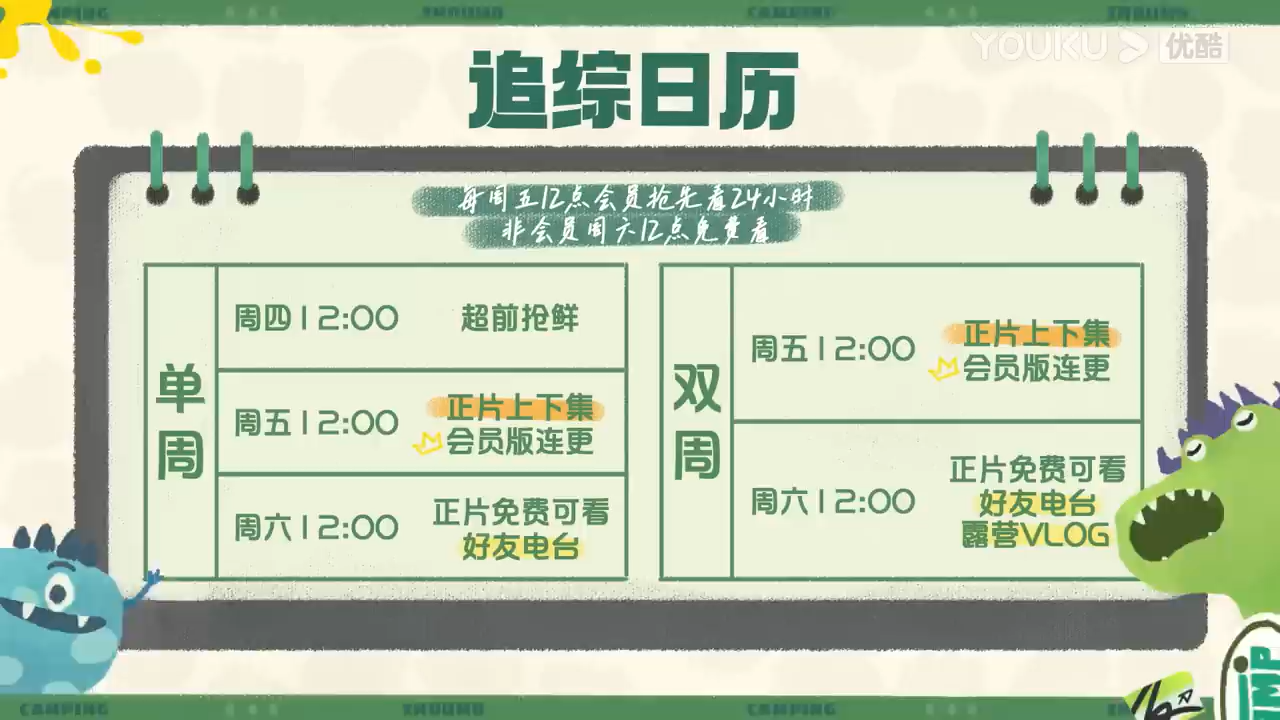 CAMPING
CAMPING
YOUKU 优酷
追综日历
每周五12点会员抢先看24小时
非会员周六12点免费看
单周
周四12:00 超前抢鲜
周五12:00 正片上下集
会员版连更
周六12:00 正片免费可看
好友电台
双周
周五12:00 正片上下集
会员版连更
周六12:00 正片免费可看
好友电台
露营VLOG
CAMPING
CAMPING